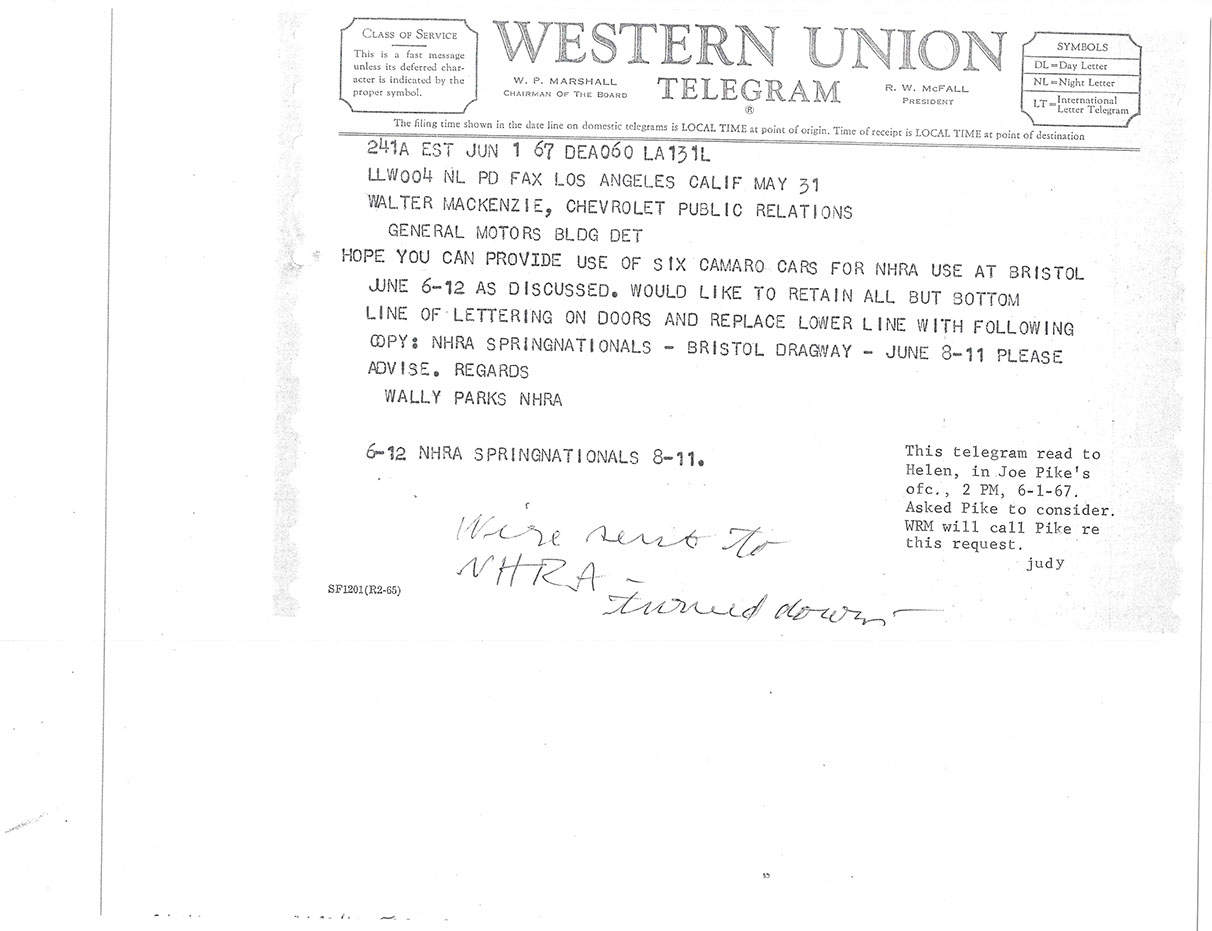 CLASS OF SERVICE
This is a fast message
unless its deferred char-
acter is indicated by the
proper symbol.
WESTERN UNION
TELEGRAM
®
W. P. MARSHALL
CHAIRMAN OF THE BOARD
R. W. McFALL
PRESIDENT
SYMBOLS
DL=Day Letter
NL=Night Letter
LT=International Letter Telegram
The filing time shown in the date line on domestic telegrams is LOCAL TIME at point of origin. Time of receipt is LOCAL TIME at point of destination
241A EST JUN 1 67 DEA060 LA131L
LLW004 NL PD FAX LOS ANGELES CALIF MAY 31
WALTER MACKENZIE, CHEVROLET PUBLIC RELATIONS
GENERAL MOTORS BLDG DET
HOPE YOU CAN PROVIDE USE OF SIX CAMARO CARS FOR NHRA USE AT BRISTOL
JUNE 6-12 AS DISCUSSED. WOULD LIKE TO RETAIN ALL BUT BOTTOM
LINE OF LETTERING ON DOORS AND REPLACE LOWER LINE WITH FOLLOWING
COPY: NHRA SPRINGNATIONALS - BRISTOL DRAGWAY - JUNE 8-11 PLEASE
ADVISE. REGARDS
WALLY PARKS NHRA
6-12 NHRA SPRINGNATIONALS 8-11.
This telegram read to
Helen, in Joe Pike's
ofc., 2 PM, 6-1-67.
Asked Pike to consider.
WRM will call Pike re
this request.
judy
Wire sent to
NHRA -
turned down -
SF1201(R2-65)